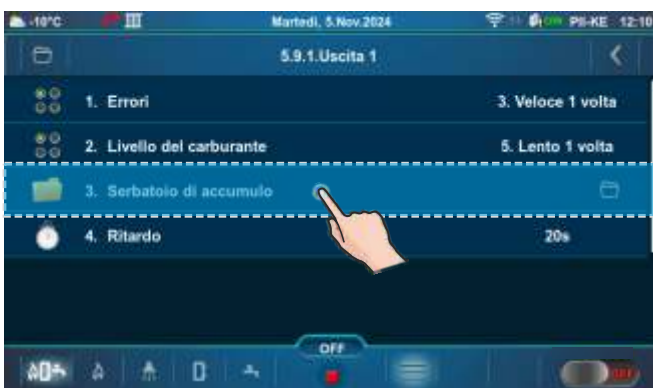 -10°C Martedì, 5.Nov.2024 PII-KE 12:10
5.9.1.Uscita 1
1. Errori 3. Veloce 1 volta
2. Livello del carburante 5. Lento 1 volta
3. Serbatoio di accumulo
4. Ritardo 20s
OFF
OFF